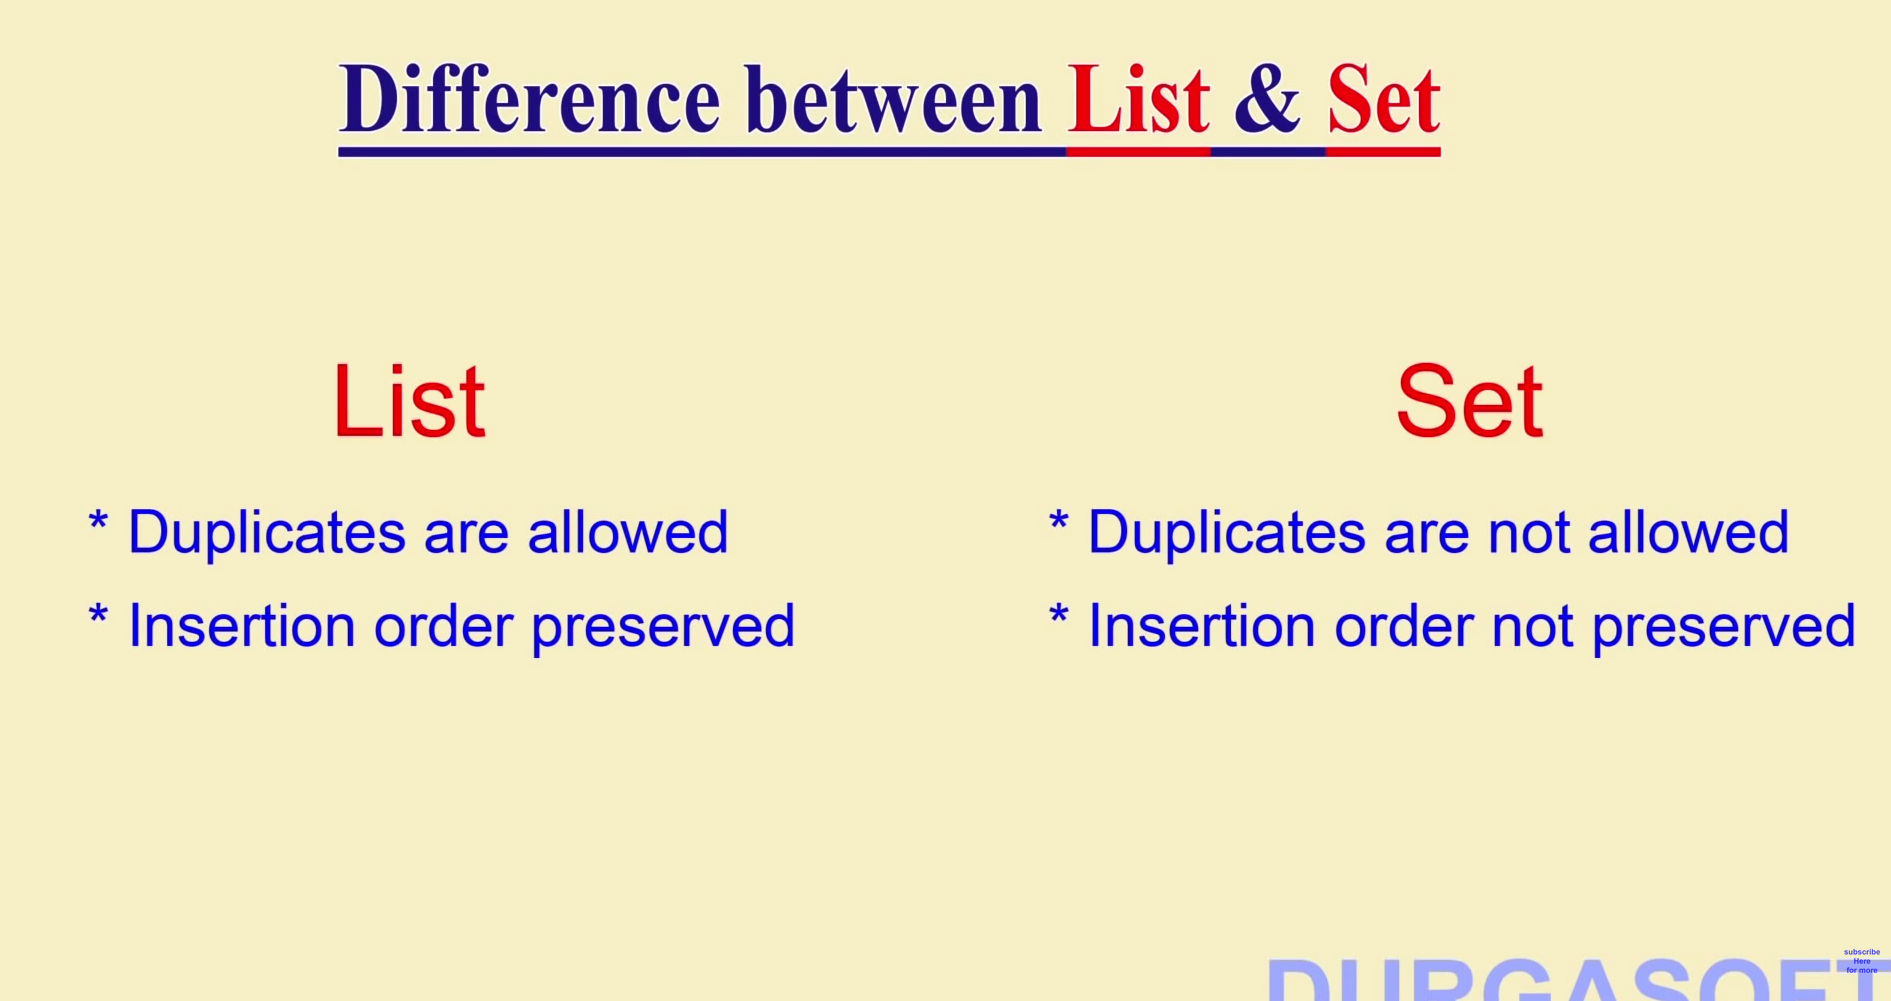 Difference between List & Set
List
* Duplicates are allowed
* Insertion order preserved
Set
* Duplicates are not allowed
* Insertion order not preserved
subscribe
Here
for more
DURGASOFT